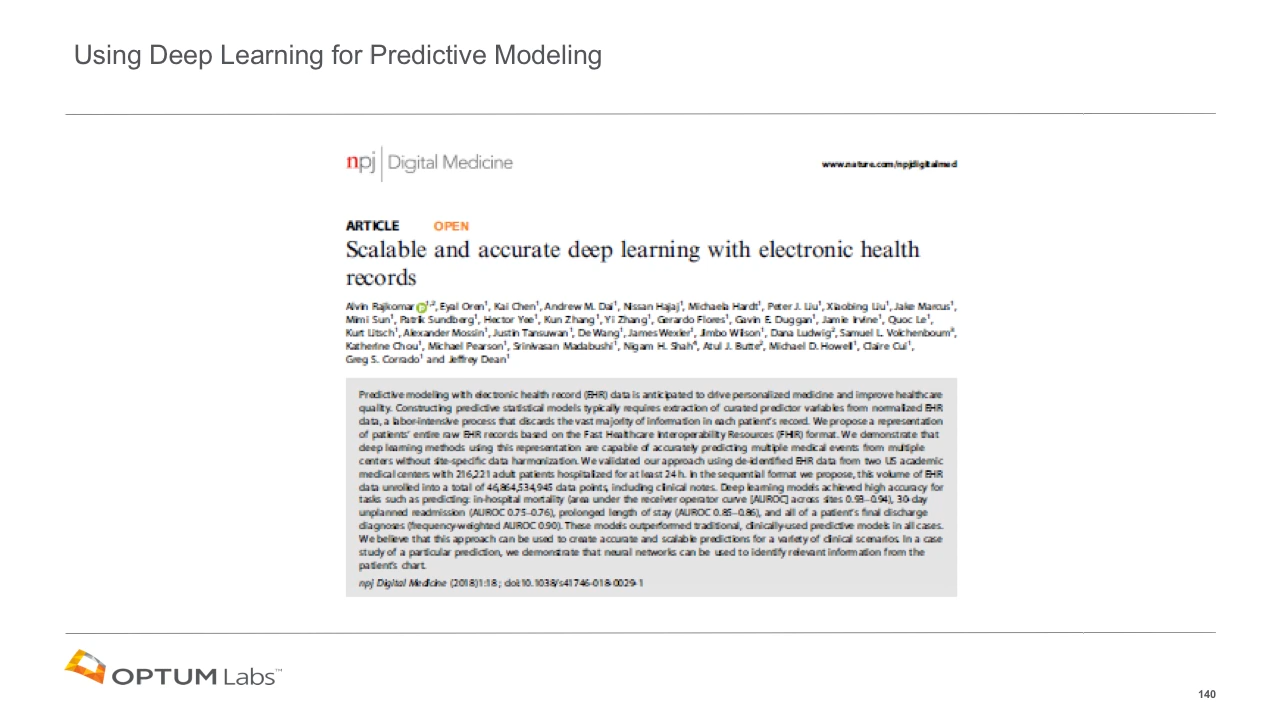 Using Deep Learning for Predictive Modeling
npj Digital Medicine
www.nature.com/npjdigitalmed
ARTICLE OPEN
Scalable and accurate deep learning with electronic health
records
Alvin Rajkomar 1,2, Eyal Oren1, Kai Chen1, Andrew M. Dai1, Nissan Hajaj1, Michaela Hardt1, Peter J. Liu1, Xiaobing Liu1, Jake Marcus1,
Mimi Sun1, Patrik Sundberg1, Hector Yee1, Kun Zhang1, Yi Zhang1, Gerardo Flores1, Gavin E. Duggan1, Jamie Irvine1, Quoc Le1,
Kurt Litsch1, Alexander Mossin1, Justin Tansuwan1, De Wang1, James Wexler1, Jimbo Wilson1, Dana Ludwig2, Samuel L. Volchenboum3,
Katherine Chou1, Michael Pearson1, Srinivasan Madabushi1, Nigam H. Shah4, Atul J. Butte2, Michael D. Howell1, Claire Cui1,
Greg S. Corrado1 and Jeffrey Dean1
Predictive modeling with electronic health record (EHR) data is anticipated to drive personalized medicine and improve healthcare
quality. Constructing predictive statistical models typically requires extraction of curated predictor variables from normalized EHR
data, a labor-intensive process that discards the vast majority of information in each patient's record. We propose a representation
of patients' entire raw EHR records based on the Fast Healthcare Interoperability Resources (FHIR) format. We demonstrate that
deep learning methods using this representation are capable of accurately predicting multiple medical events from multiple
centers without site-specific data harmonization. We validated our approach using de-identified EHR data from two US academic
medical centers with 216,221 adult patients hospitalized for at least 24 h. In the sequential format we propose, this volume of EHR
data unrolled into a total of 46,864,534,945 data points, including clinical notes. Deep learning models achieved high accuracy for
tasks such as predicting: in-hospital mortality (area under the receiver operator curve [AUROC] across sites 0.93–0.94), 30-day
unplanned readmission (AUROC 0.75–0.76), prolonged length of stay (AUROC 0.85–0.86), and all of a patient's final discharge
diagnoses (frequency-weighted AUROC 0.90). These models outperformed traditional, clinically-used predictive models in all cases.
We believe that this approach can be used to create accurate and scalable predictions for a variety of clinical scenarios. In a case
study of a particular prediction, we demonstrate that neural networks can be used to identify relevant information from the
patient's chart.
npj Digital Medicine (2018)1:18 ; doi:10.1038/s41746-018-0029-1
OPTUM Labs™
140